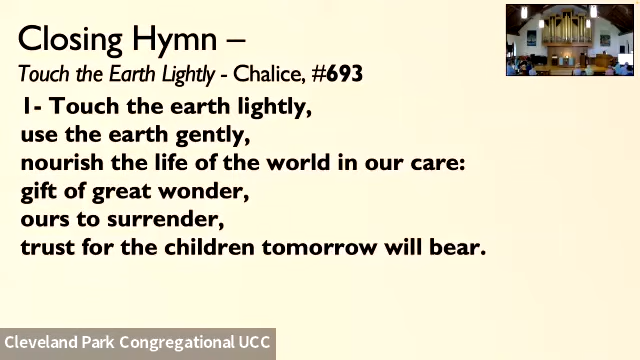 Closing Hymn –
Touch the Earth Lightly - Chalice, #693
1- Touch the earth lightly,
use the earth gently,
nourish the life of the world in our care:
gift of great wonder,
ours to surrender,
trust for the children tomorrow will bear.
Cleveland Park Congregational UCC